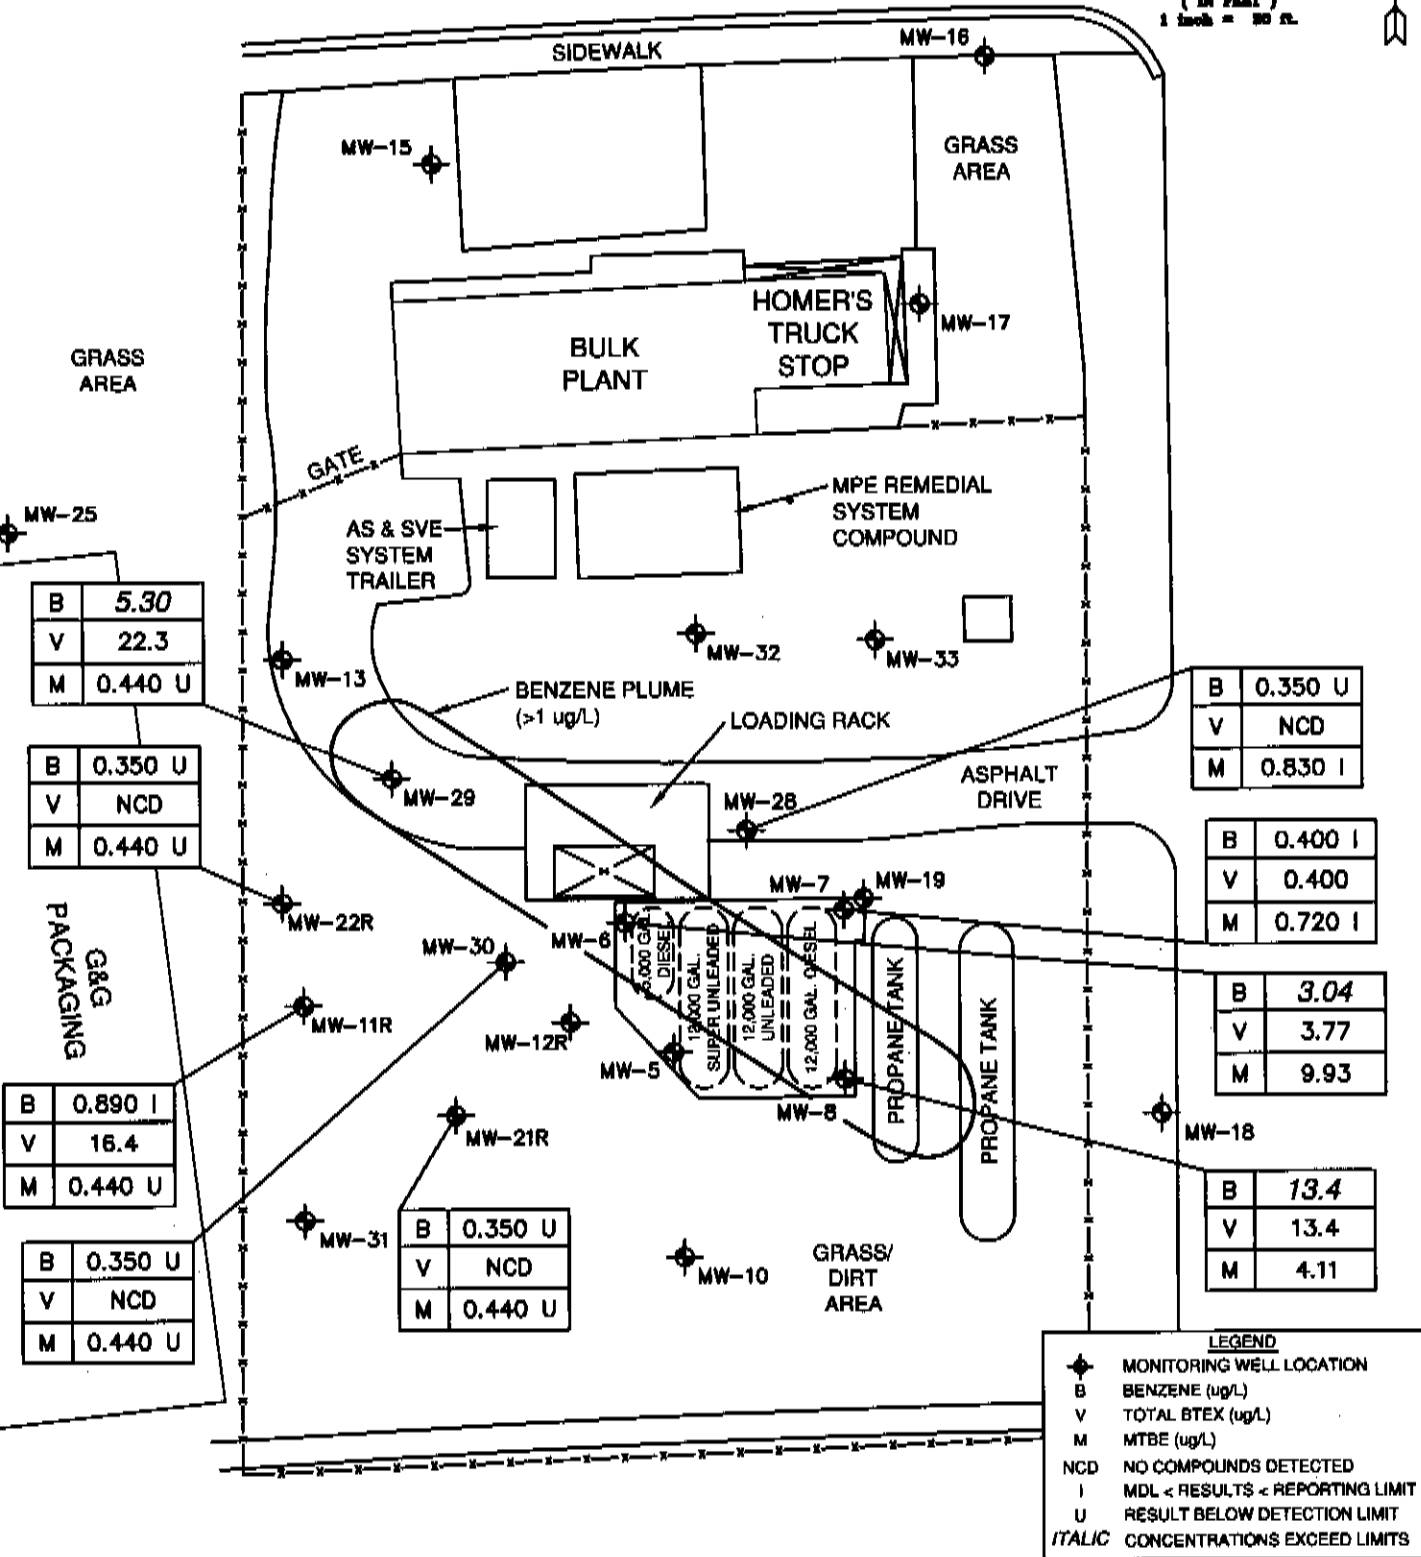 1 inch = 20 ft.
SIDEWALK
MW-16
MW-15
GRASS
AREA
HOMER'S
TRUCK
STOP
MW-17
BULK
PLANT
GRASS
AREA
GATE
MW-25
AS & SVE
SYSTEM
TRAILER
MPE REMEDIAL
SYSTEM
COMPOUND
B 5.30
V 22.3
M 0.440 U
MW-13
MW-32
MW-33
BENZENE PLUME
(>1 ug/L)
LOADING RACK
B 0.350 U
V NCD
M 0.830 I
B 0.350 U
V NCD
M 0.440 U
MW-29
MW-28
ASPHALT
DRIVE
B 0.400 I
V 0.400
M 0.720 I
MW-7
MW-19
MW-22R
MW-30
MW-6
G&G
PACKAGING
DIESEL
12,000 GAL.
SUPER UNLEADED
12,000 GAL.
UNLEADED
12,000 GAL. DIESEL
PROPANE TANK
PROPANE TANK
B 3.04
V 3.77
M 9.93
MW-11R
MW-12R
MW-5
MW-8
B 0.890 I
V 16.4
M 0.440 U
MW-21R
MW-18
B 13.4
V 13.4
M 4.11
MW-31
B 0.350 U
V NCD
M 0.440 U
MW-10
GRASS/
DIRT
AREA
B 0.350 U
V NCD
M 0.440 U
LEGEND
MONITORING WELL LOCATION
B BENZENE (ug/L)
V TOTAL BTEX (ug/L)
M MTBE (ug/L)
NCD NO COMPOUNDS DETECTED
I MDL < RESULTS < REPORTING LIMIT
U RESULT BELOW DETECTION LIMIT
ITALIC CONCENTRATIONS EXCEED LIMITS